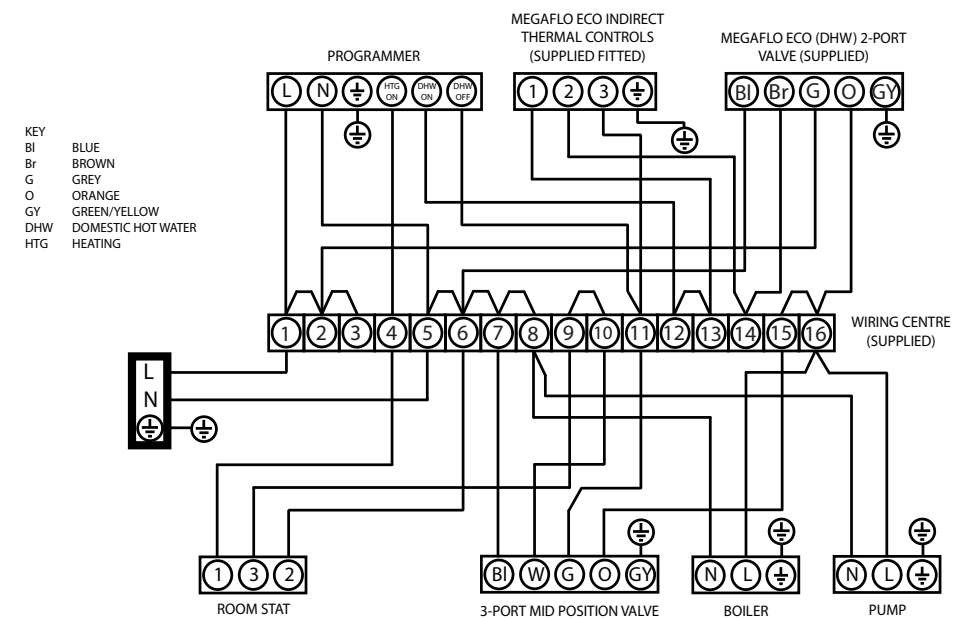 MEGAFLO ECO INDIRECT
THERMAL CONTROLS
(SUPPLIED FITTED)
MEGAFLO ECO (DHW) 2-PORT
VALVE (SUPPLIED)
PROGRAMMER
L N HTG ON DHW ON DHW OFF
1 2 3
Bl Br G O GY
KEY
Bl BLUE
Br BROWN
G GREY
O ORANGE
GY GREEN/YELLOW
DHW DOMESTIC HOT WATER
HTG HEATING
1 2 3 4 5 6 7 8 9 10 11 12 13 14 15 16
WIRING CENTRE
(SUPPLIED)
L
N
1 3 2
Bl W G O GY
N L
N L
ROOM STAT
3-PORT MID POSITION VALVE
BOILER
PUMP